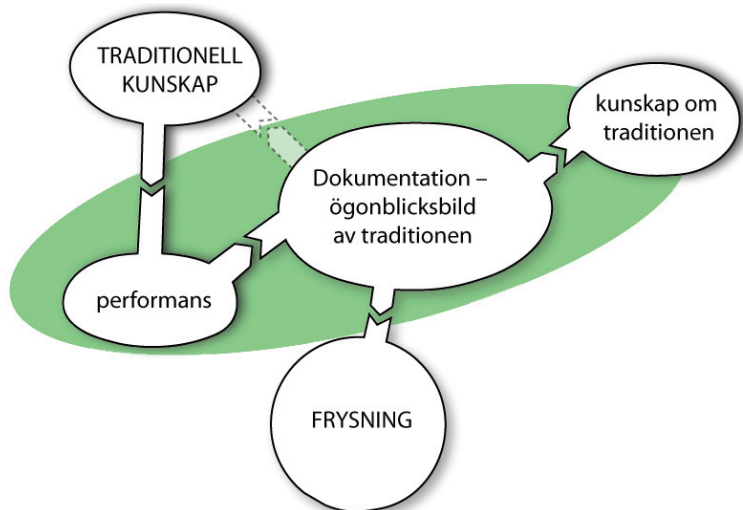 TRADITIONELL
KUNSKAP
kunskap om
traditionen
Dokumentation –
ögonblicksbild
av traditionen
performans
FRYSNING